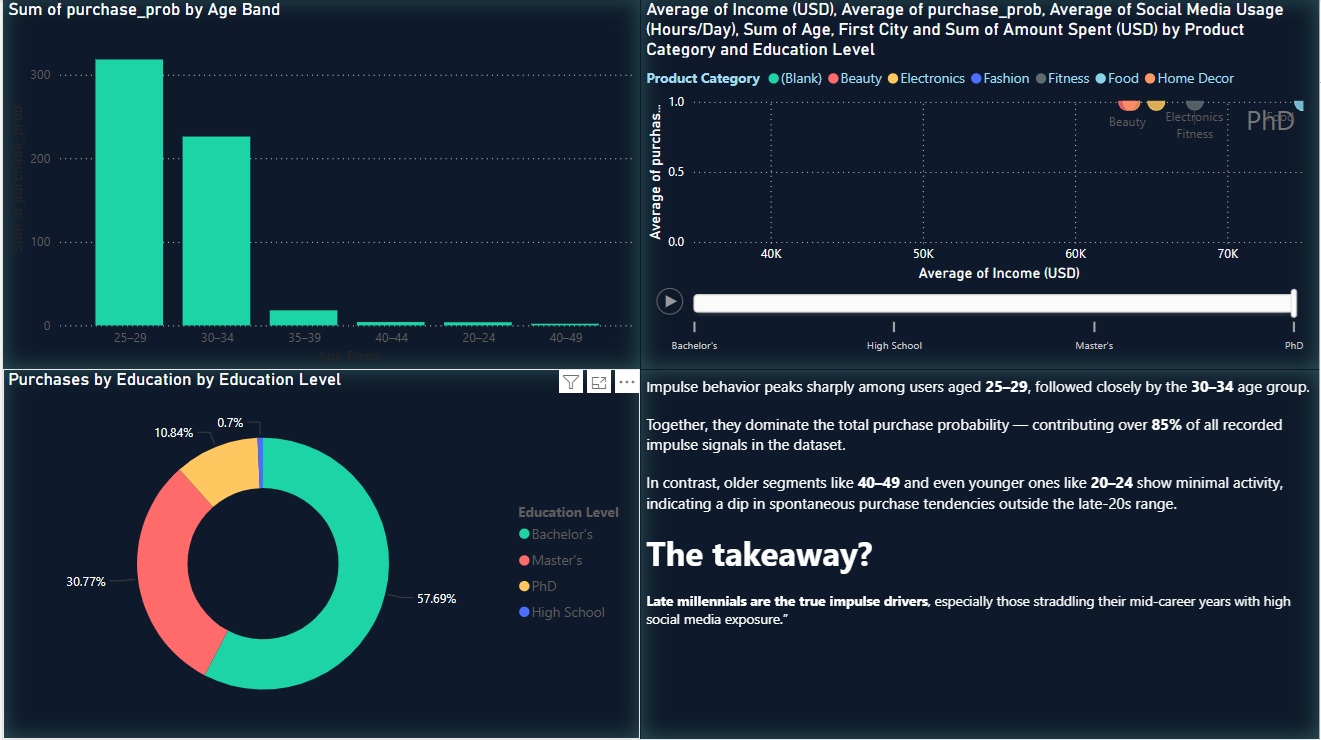 Sum of purchase_prob by Age Band
Sum of purchase_prob
300
200
100
0
25–29
30–34
35–39
40–44
20–24
40–49
Age Band
Average of Income (USD), Average of purchase_prob, Average of Social Media Usage
(Hours/Day), Sum of Age, First City and Sum of Amount Spent (USD) by Product
Category and Education Level
Product Category (Blank) Beauty Electronics Fashion Fitness Food Home Decor
Average of purchas...
1.0
0.5
0.0
Beauty
Electronics
Fitness
Food
PhD
40K
50K
60K
70K
Average of Income (USD)
Bachelor's
High School
Master's
PhD
Purchases by Education by Education Level
0.7%
10.84%
30.77%
57.69%
Education Level
Bachelor's
Master's
PhD
High School
Impulse behavior peaks sharply among users aged 25–29, followed closely by the 30–34 age group.
Together, they dominate the total purchase probability — contributing over 85% of all recorded
impulse signals in the dataset.
In contrast, older segments like 40–49 and even younger ones like 20–24 show minimal activity,
indicating a dip in spontaneous purchase tendencies outside the late-20s range.
The takeaway?
Late millennials are the true impulse drivers, especially those straddling their mid-career years with high
social media exposure.”